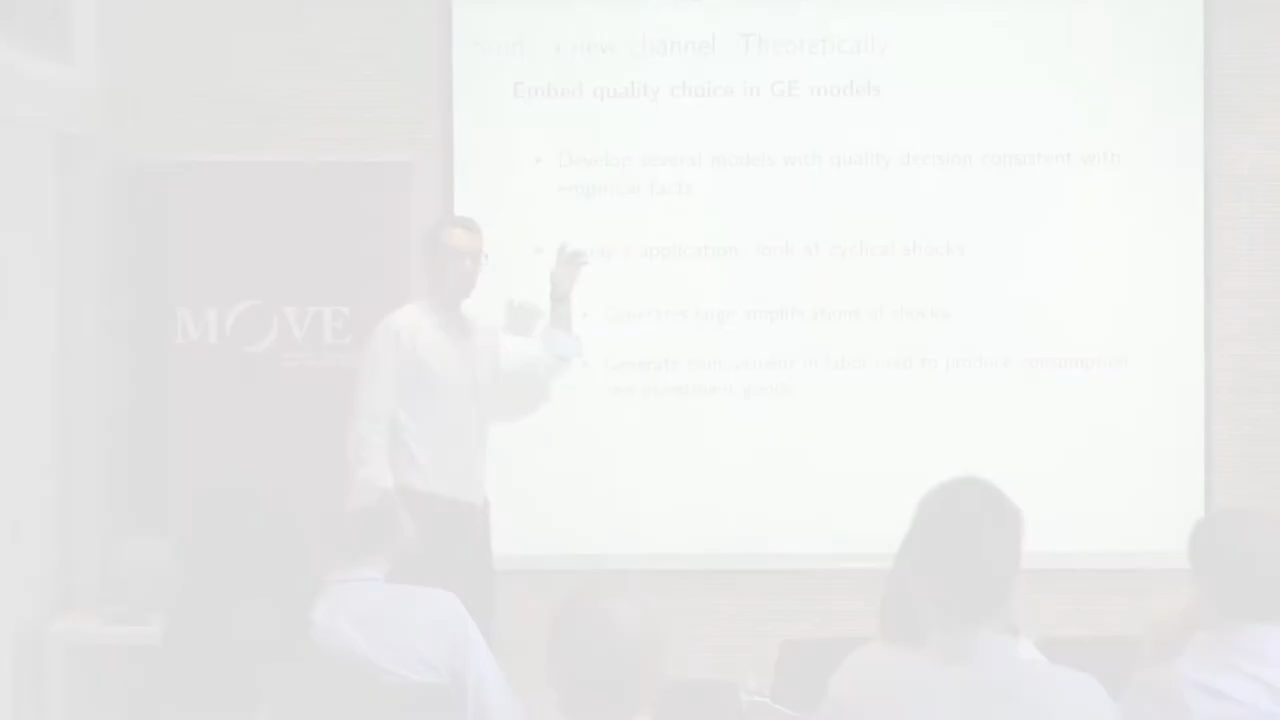 a new channel Theoretically
Embed quality choice in GE models
• Develop several models with quality decision consistent with
empirical facts
• application, look at cyclical shocks
• Generates large amplifications of shocks
• Generate comovement in labor used to produce consumption
and investment goods
MOVE